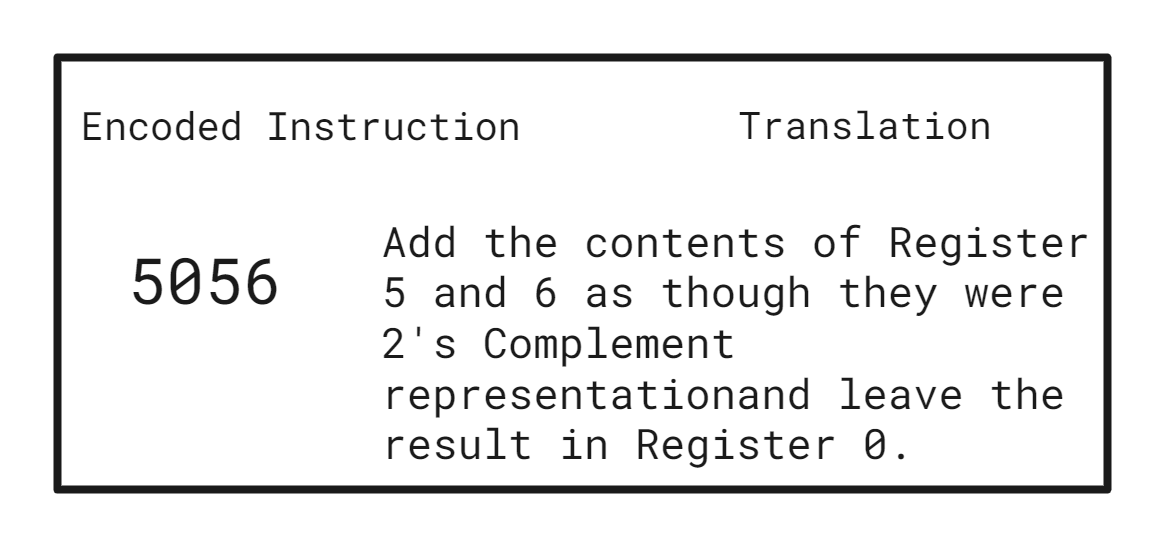 Encoded Instruction Translation
5056
Add the contents of Register
5 and 6 as though they were
2's Complement
representationand leave the
result in Register 0.